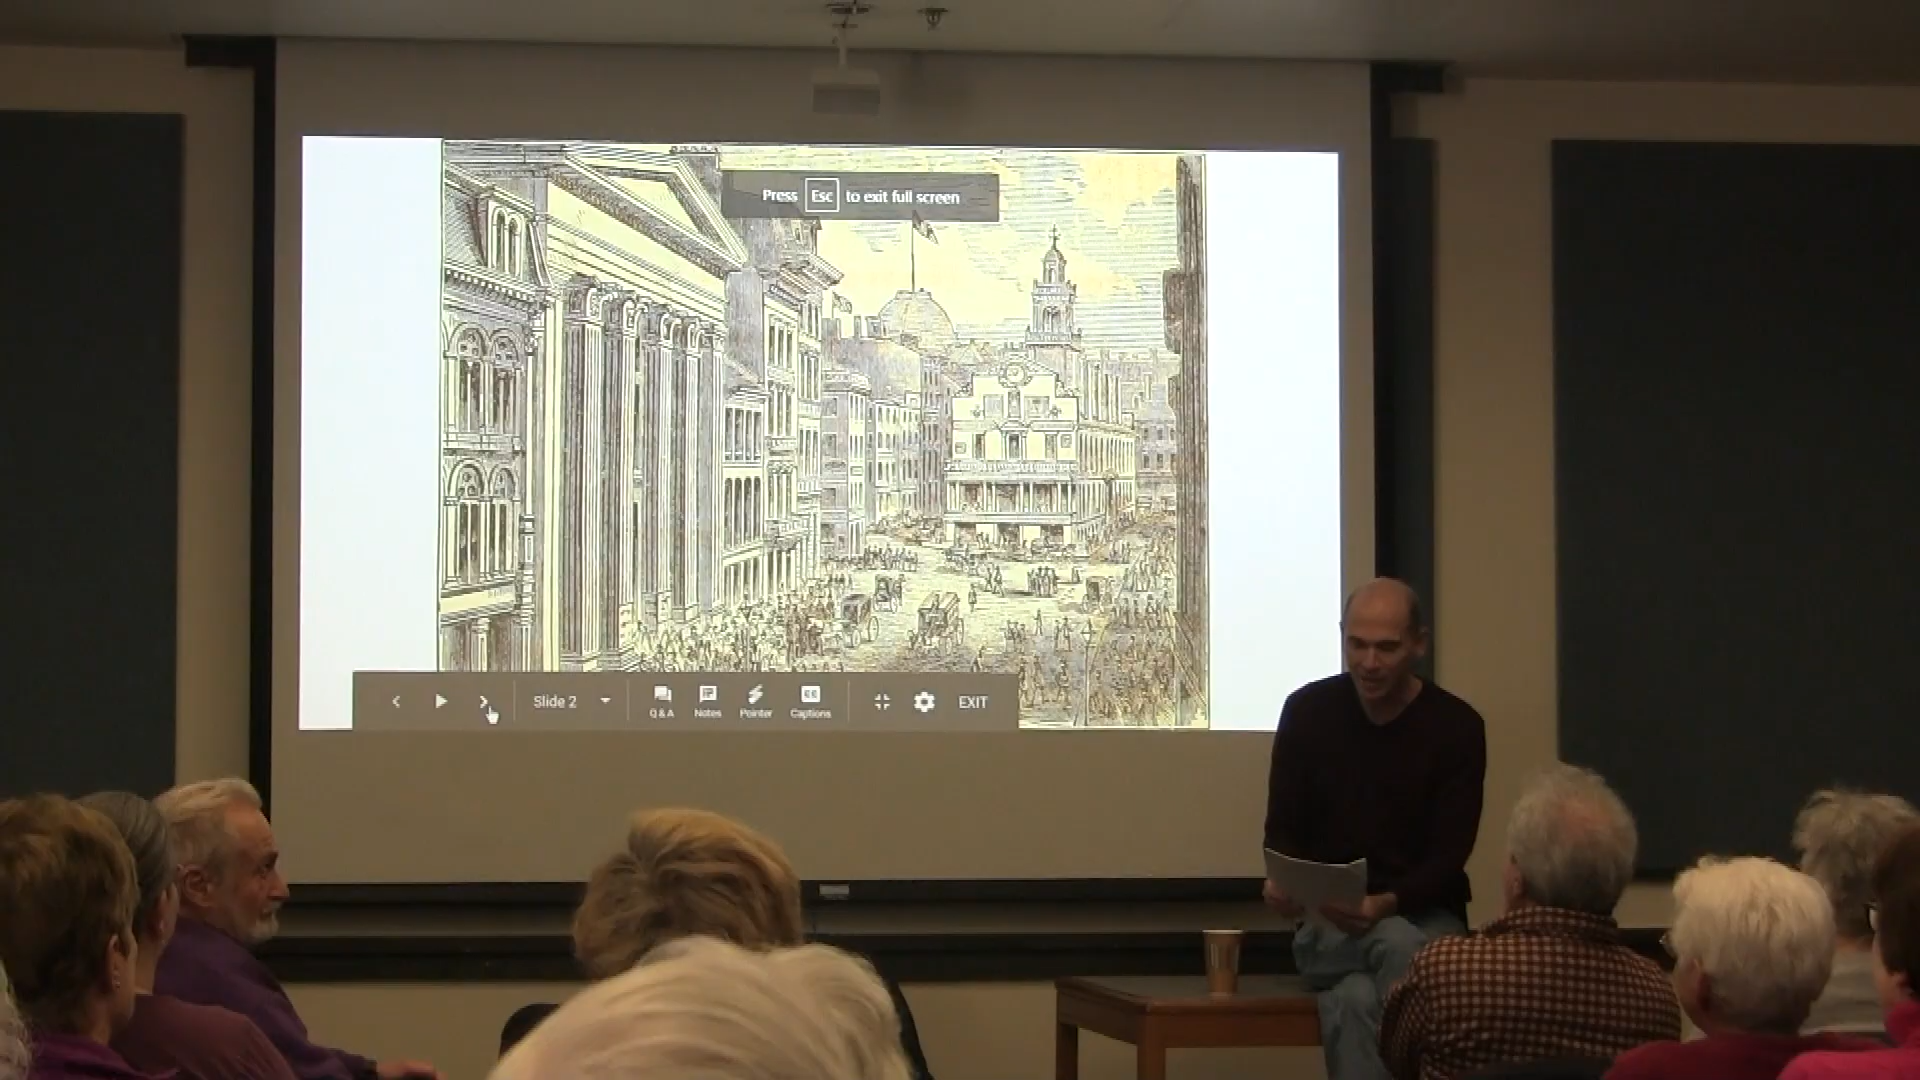 Press Esc to exit full screen
Slide 2
Q & A
Notes
Pointer
CC
Captions
EXIT